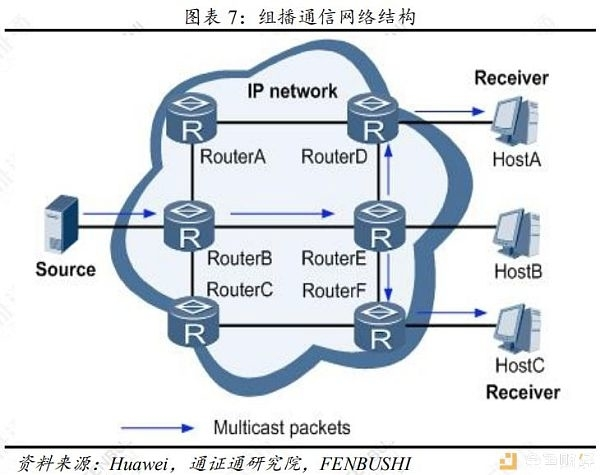 图表 7：组播通信网络结构
IP network
Receiver
R
R
RouterA
RouterD
HostA
R
R
Source
RouterB
RouterE
HostB
RouterC
RouterF
R
R
HostC
Receiver
Multicast packets
资料来源：Huawei，通证通研究院，FENBUSHI